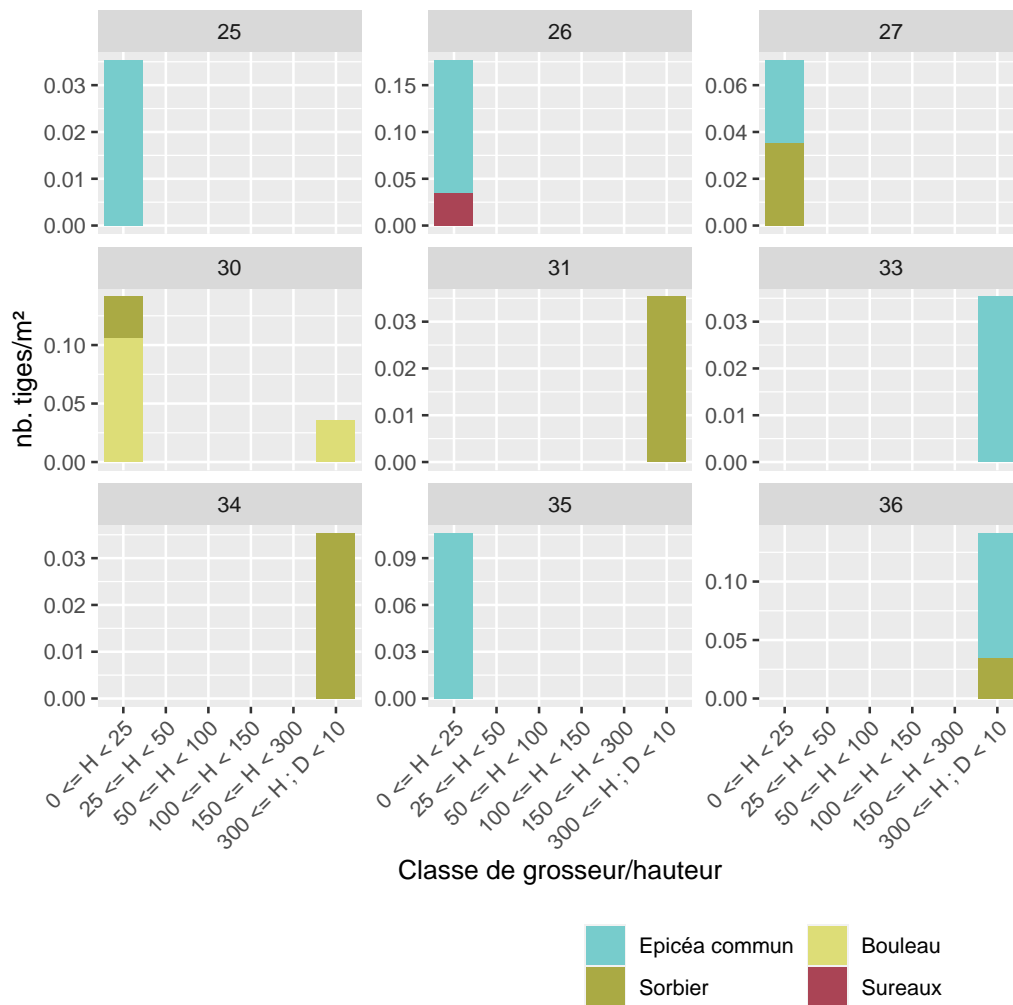 25
26
27
0.03
0.02
0.01
0.00
0.15
0.10
0.05
0.00
0.06
0.04
0.02
0.00
30
31
33
0.10
0.05
0.00
0.03
0.02
0.01
0.00
0.03
0.02
0.01
0.00
34
35
36
0.03
0.02
0.01
0.00
0.09
0.06
0.03
0.00
0.10
0.05
0.00
nb. tiges/m²
0 <= H < 25
25 <= H < 50
50 <= H < 100
100 <= H < 150
150 <= H < 300
300 <= H ; D < 10
0 <= H < 25
25 <= H < 50
50 <= H < 100
100 <= H < 150
150 <= H < 300
300 <= H ; D < 10
0 <= H < 25
25 <= H < 50
50 <= H < 100
100 <= H < 150
150 <= H < 300
300 <= H ; D < 10
Classe de grosseur/hauteur
Epicéa commun
Sorbier
Bouleau
Sureaux